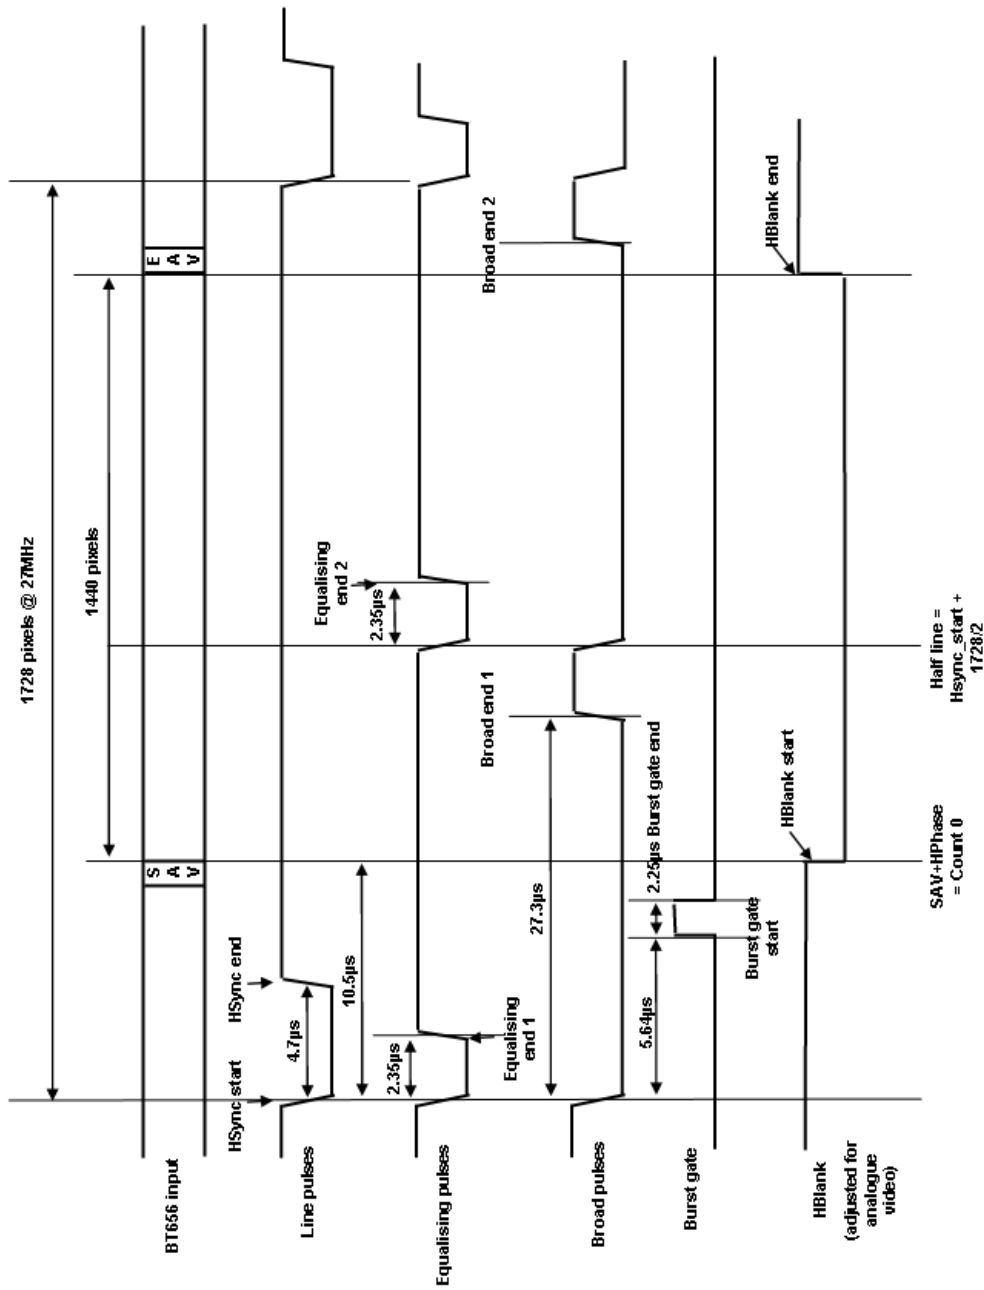 1728 pixels @ 27MHz
1440 pixels
BT656 input
S
A
V
E
A
V
HSync start
HSync end
Line pulses
4.7µs
10.5µs
Equalising pulses
2.35µs
Equalising
end 1
2.35µs
Equalising
end 2
Broad pulses
27.3µs
Broad end 1
Broad end 2
Burst gate
5.64µs
2.25µs
Burst gate end
Burst gate
start
HBlank
(adjusted for
analogue
video)
HBlank start
HBlank end
SAV+HPhase
= Count 0
Half line =
Hsync_start +
1728/2